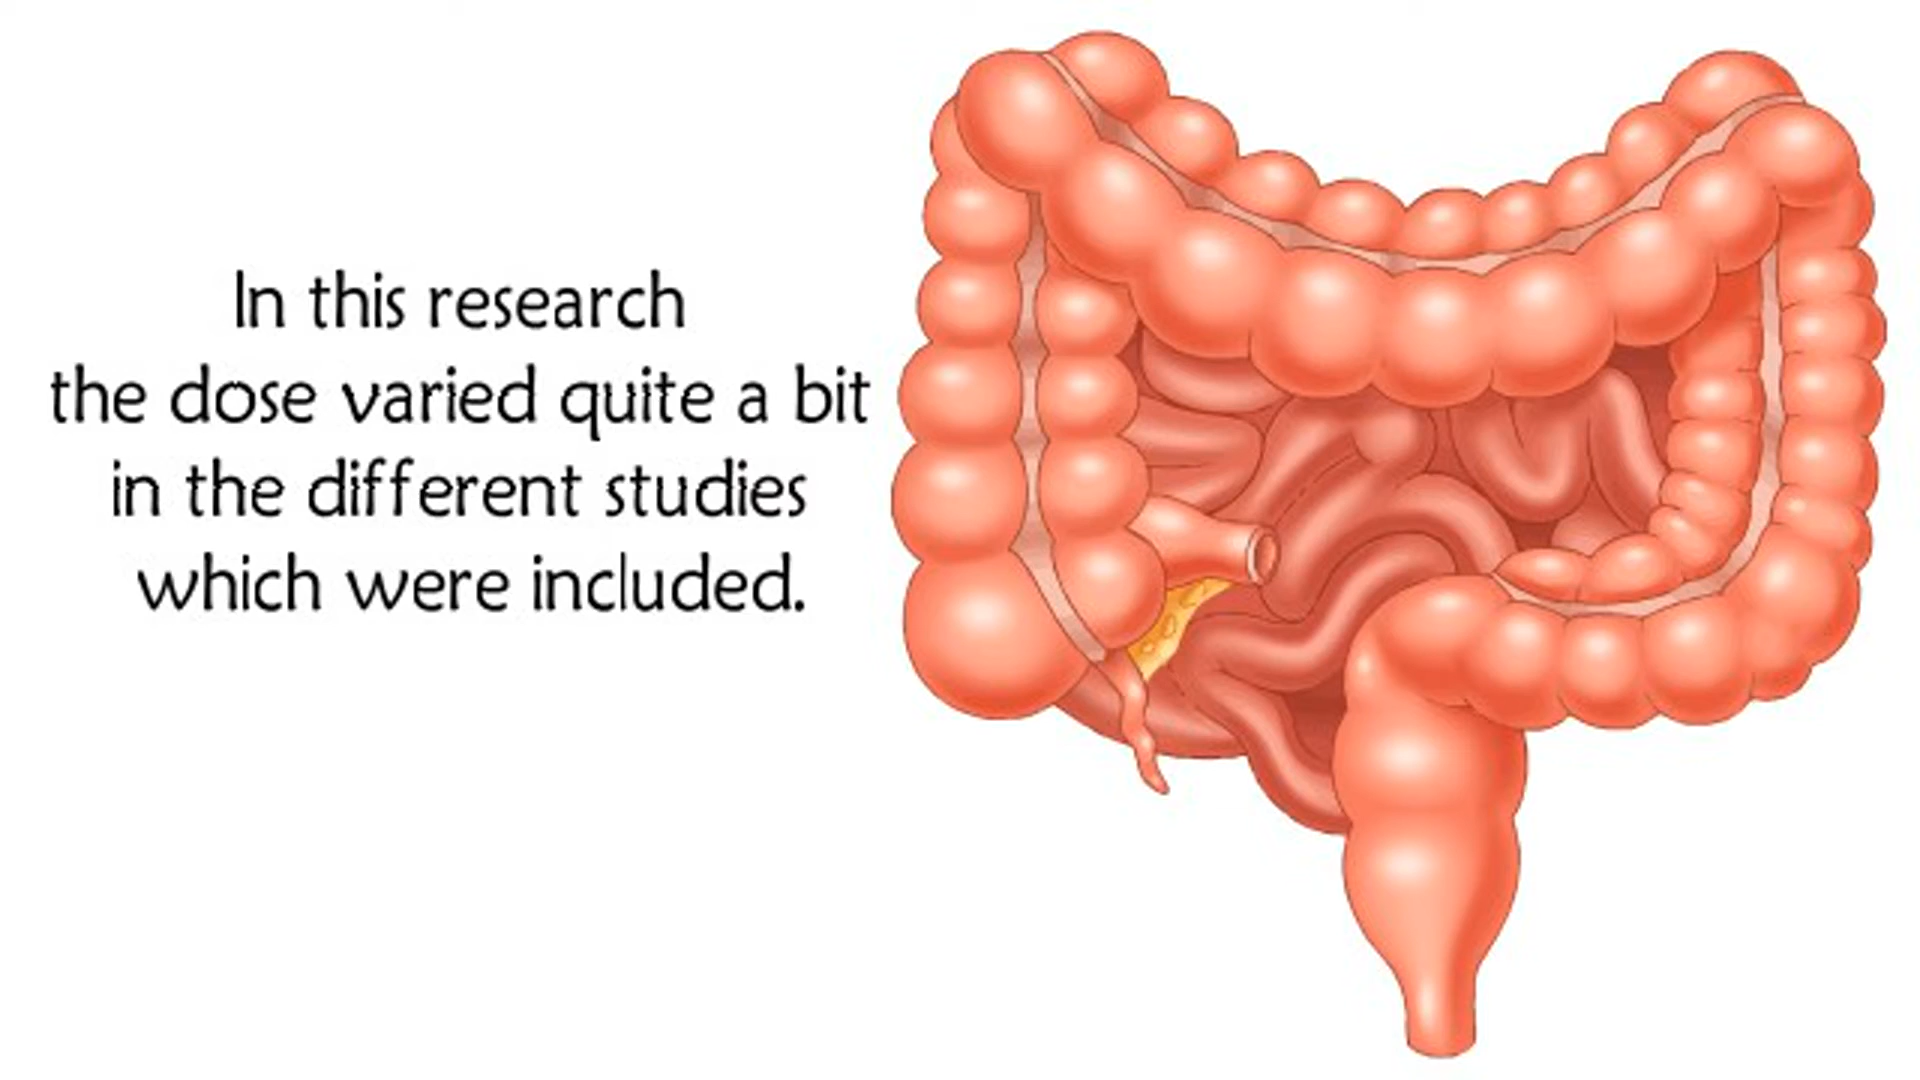 In this research
the dose varied quite a bit
in the different studies
which were included.